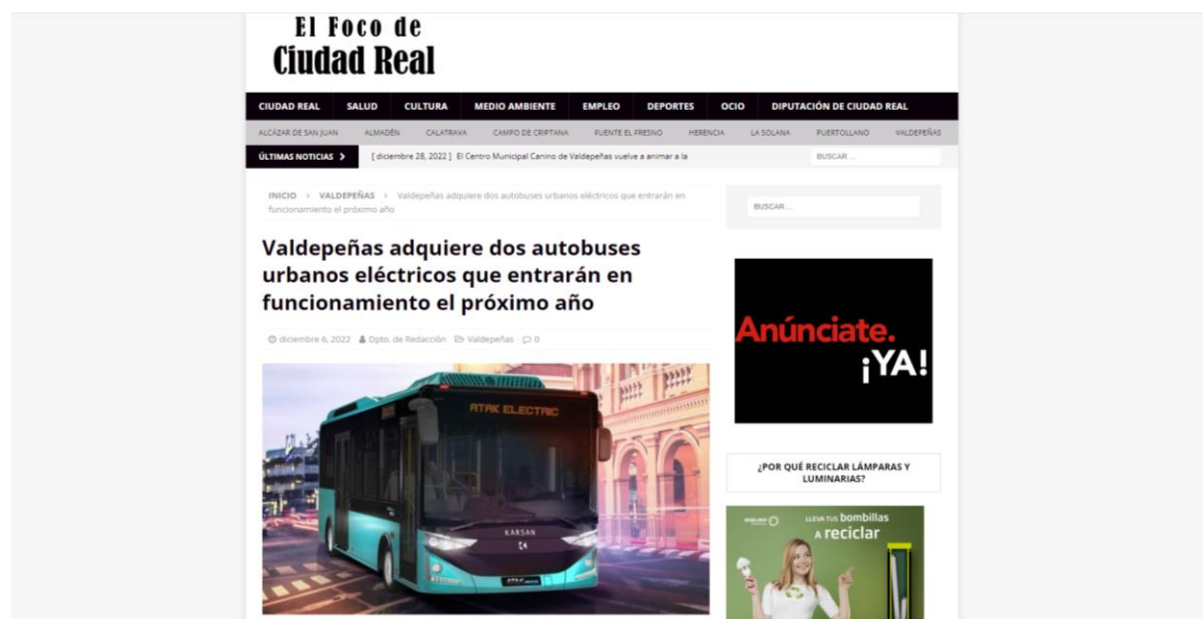 El Foco de
Ciudad Real
CIUDAD REAL SALUD CULTURA MEDIO AMBIENTE EMPLEO DEPORTES OCIO DIPUTACIÓN DE CIUDAD REAL
ALCÁZAR DE SAN JUAN ALMADÉN CALATRAVA CAMPO DE CRIPTANA FUENTE EL FRESNO HERENCIA LA SOLANA PUERTOLLANO VALDEPEÑAS
ÚLTIMAS NOTICIAS [ diciembre 28, 2022 ] El Centro Municipal Canino de Valdepeñas vuelve a animar a la BUSCAR ...
INICIO > VALDEPEÑAS > Valdepeñas adquiere dos autobuses urbanos eléctricos que entrarán en
funcionamiento el próximo año
BUSCAR ...
Valdepeñas adquiere dos autobuses
urbanos eléctricos que entrarán en
funcionamiento el próximo año
diciembre 6, 2022 Dpto. de Redacción Valdepeñas 0
ATAK ELECTRIC
KARSAN
ATAK
Anúnciate.
¡YA!
¿POR QUÉ RECICLAR LÁMPARAS Y
LUMINARIAS?
LLEVA TUS bombillas
A reciclar